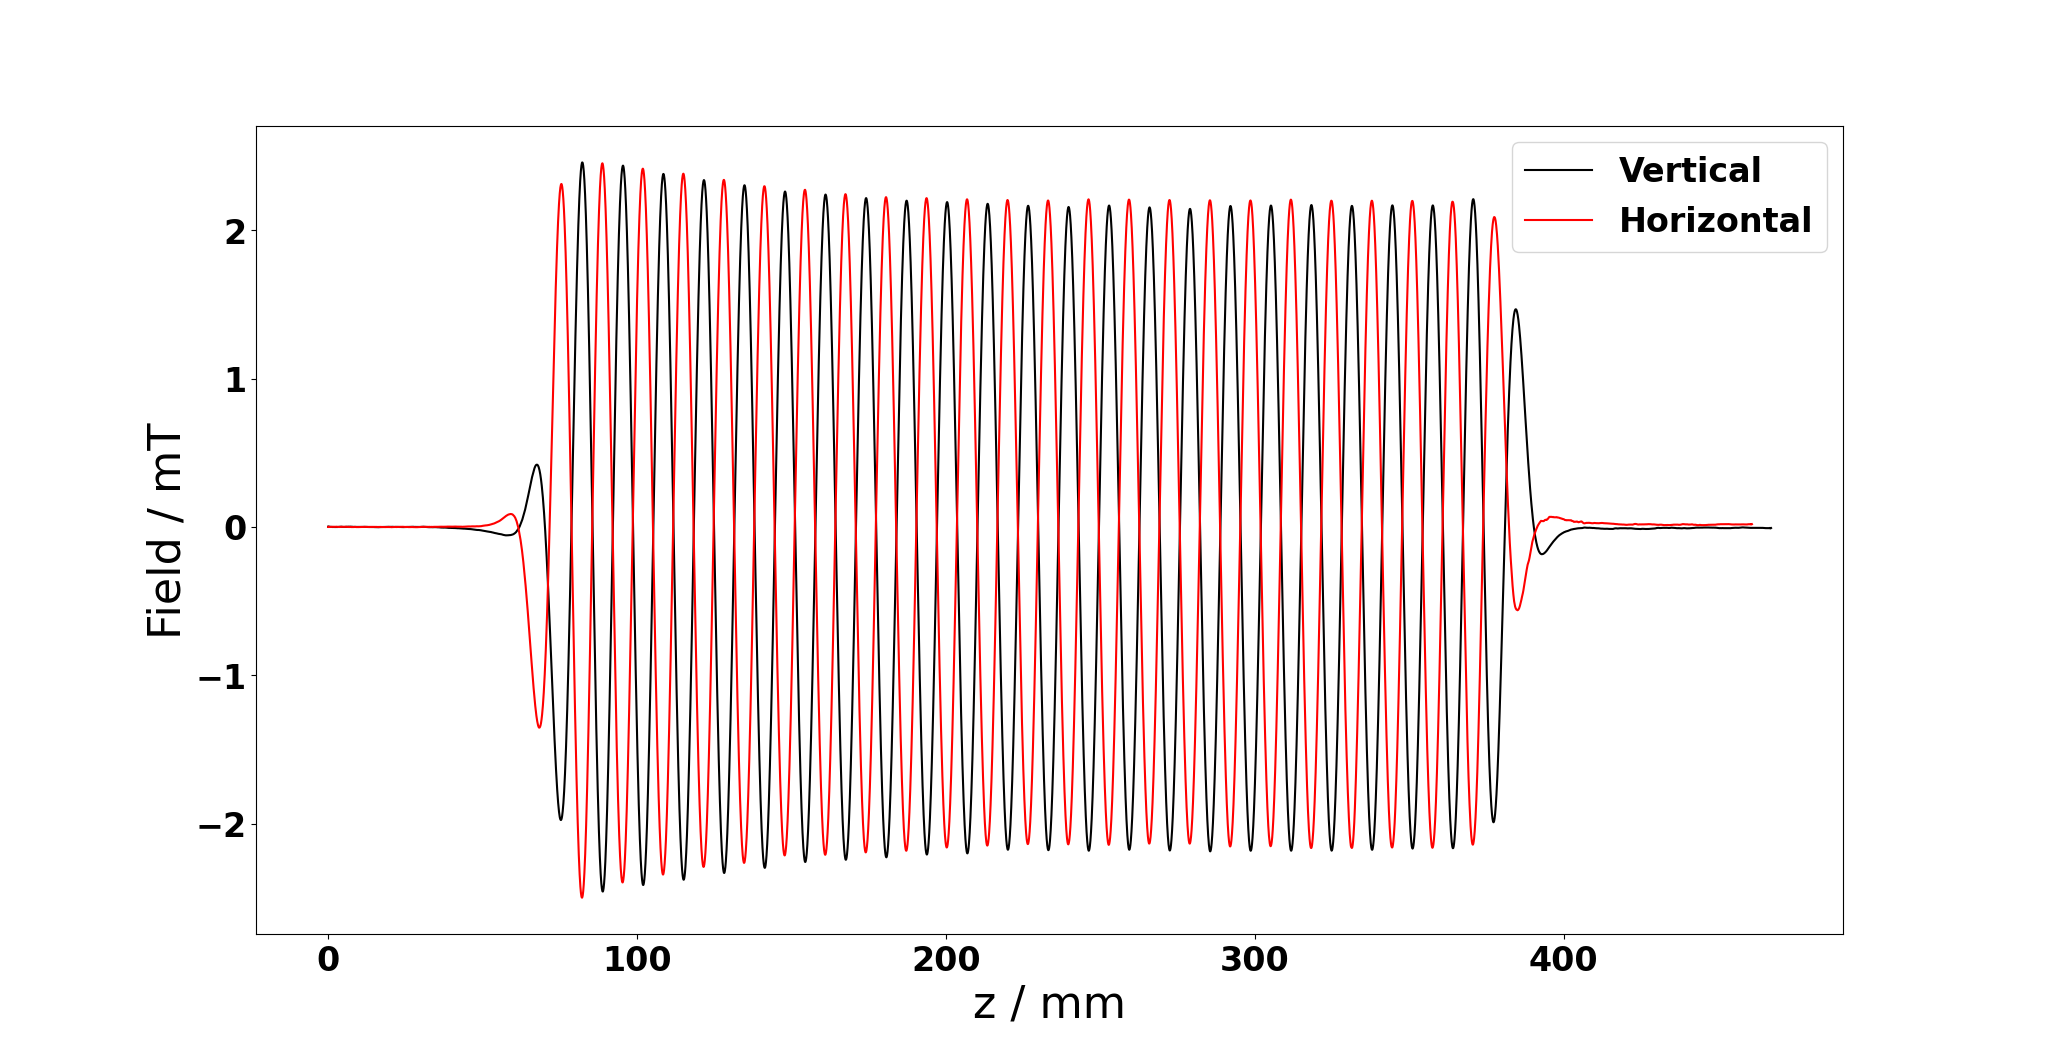 Vertical
Horizontal
2
1
0
−1
−2
Field / mT
0 100 200 300 400
z / mm